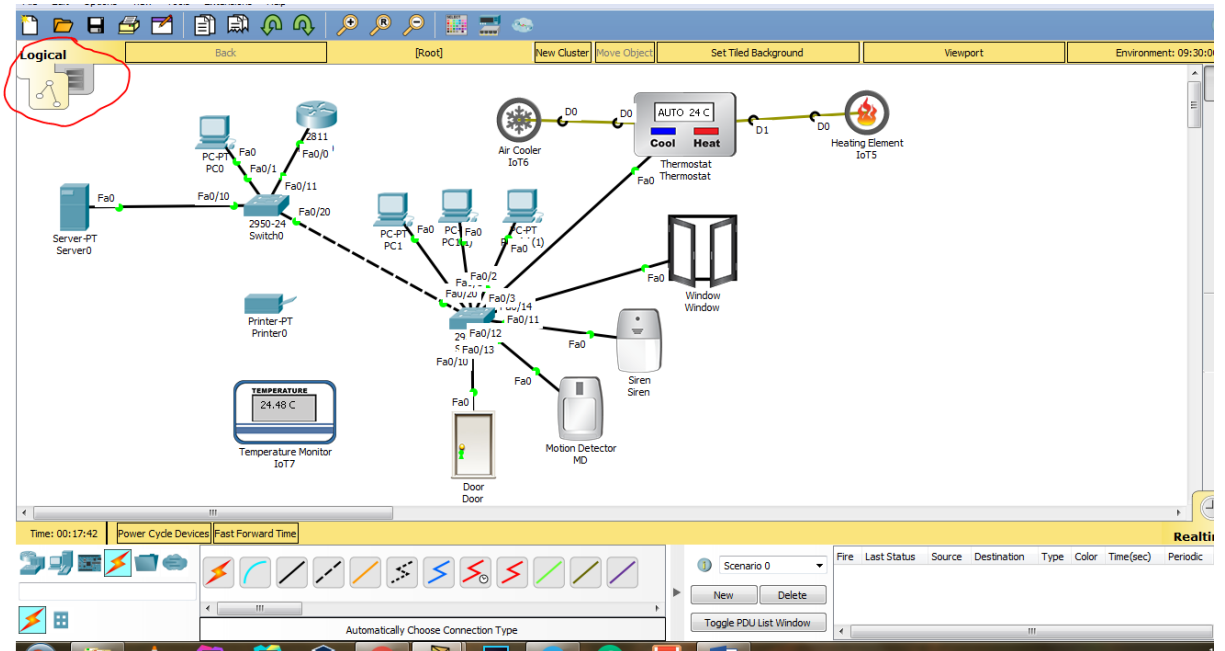 Logical
Back
[Root]
New Cluster
Move Object
Set Tiled Background
Viewport
Environment: 09:30:0
2811
Fa0/0
PC-PT
PC0
Fa0
Fa0/1
Fa0/11
Fa0
Fa0/10
Fa0/20
Server-PT
Server0
2950-24
Switch0
Air Cooler
IoT6
D0
D0
AUTO 24 C
Cool Heat
Thermostat
Thermostat
D1
D0
Heating Element
IoT5
Fa0
PC-PT
PC1
Fa0
Fa0
PC-PT
(1)
Fa0
Fa0/2
Fa0/20
Fa0/3
/14
Fa0/11
Fa0/12
Fa0/13
Fa0/10
Fa0
Window
Window
Fa0
Siren
Siren
Fa0
Motion Detector
MD
Fa0
Door
Door
Printer-PT
Printer0
TEMPERATURE
24.48 C
Temperature Monitor
IoT7
Time: 00:17:42
Power Cycle Devices
Fast Forward Time
Realti
Scenario 0
New
Delete
Toggle PDU List Window
Fire Last Status Source Destination Type Color Time(sec) Periodic
Automatically Choose Connection Type